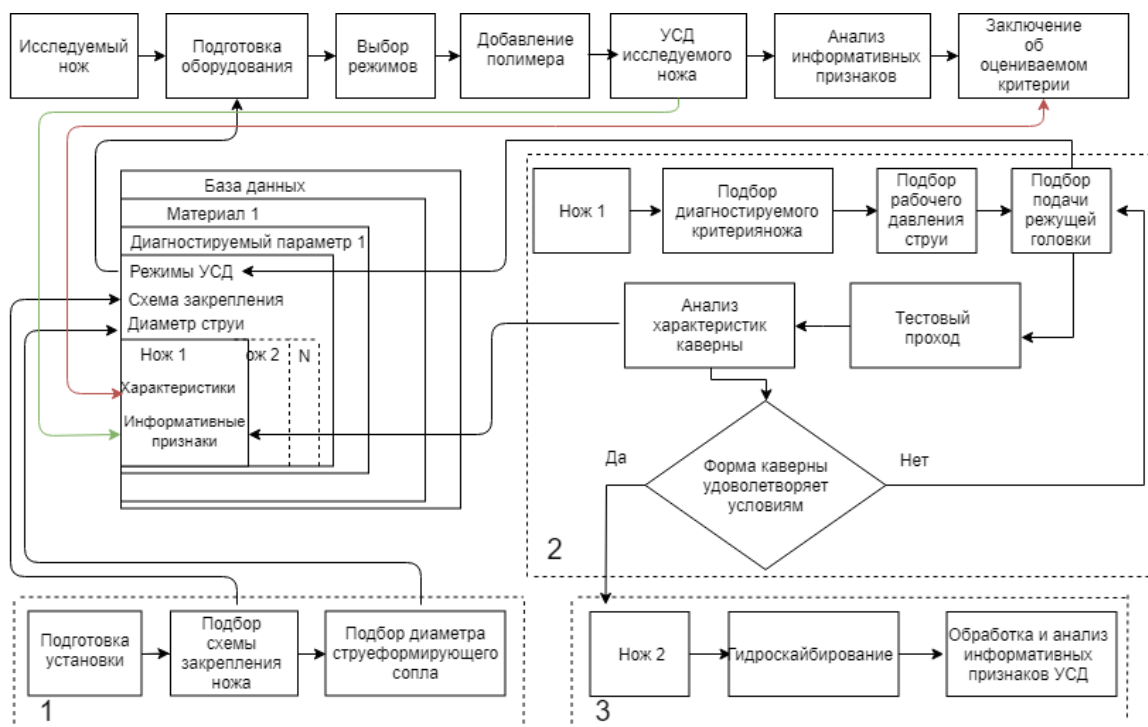 Исследуемый
нож
Подготовка
оборудования
Выбор
режимов
Добавление
полимера
УСД
исследуемого
ножа
Анализ
информативных
признаков
Заключение
об
оцениваемом
критерии
База данных
Материал 1
Диагностируемый параметр 1
Режимы УСД
Схема закрепления
Диаметр струи
Нож 1
ож 2
N
Характеристики
Информативные
признаки
Нож 1
Подбор
диагностируемого
критерияножа
Подбор
рабочего
давления
струи
Подбор
подачи
режущей
головки
Анализ
характеристик
каверны
Тестовый
проход
Да
Форма каверны
удоволетворяет
условиям
Нет
2
Подготовка
установки
Подбор
схемы
закрепления
ножа
Подбор диаметра
струеформирующего
сопла
1
Нож 2
Гидроскайбирование
Обработка и анализ
информативных
признаков УСД
3